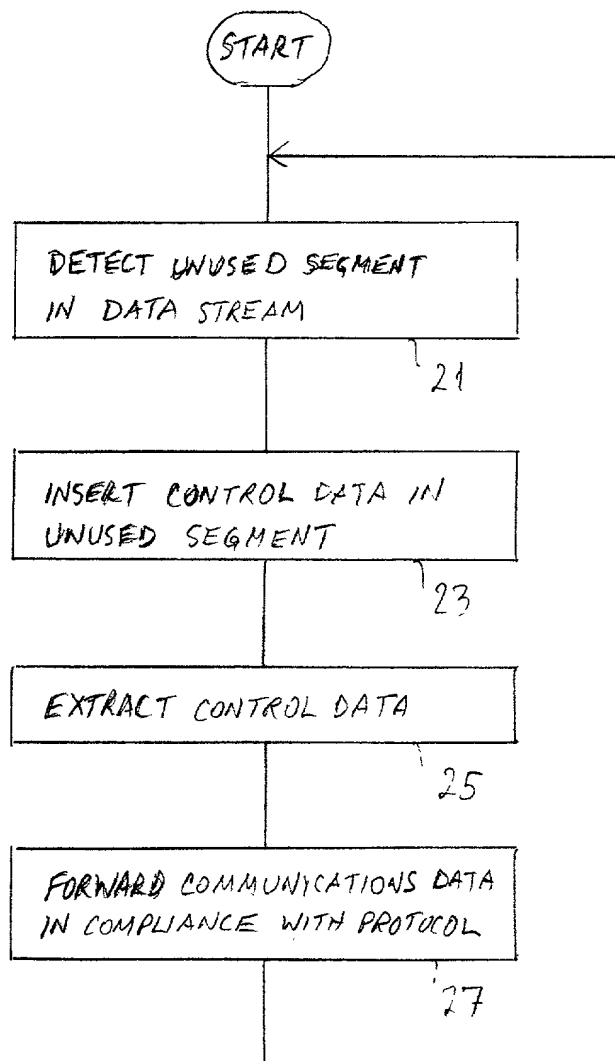 START
DETECT UNUSED SEGMENT
IN DATA STREAM
21
INSERT CONTROL DATA IN
UNUSED SEGMENT
23
EXTRACT CONTROL DATA
25
FORWARD COMMUNICATIONS DATA
IN COMPLIANCE WITH PROTOCOL
27